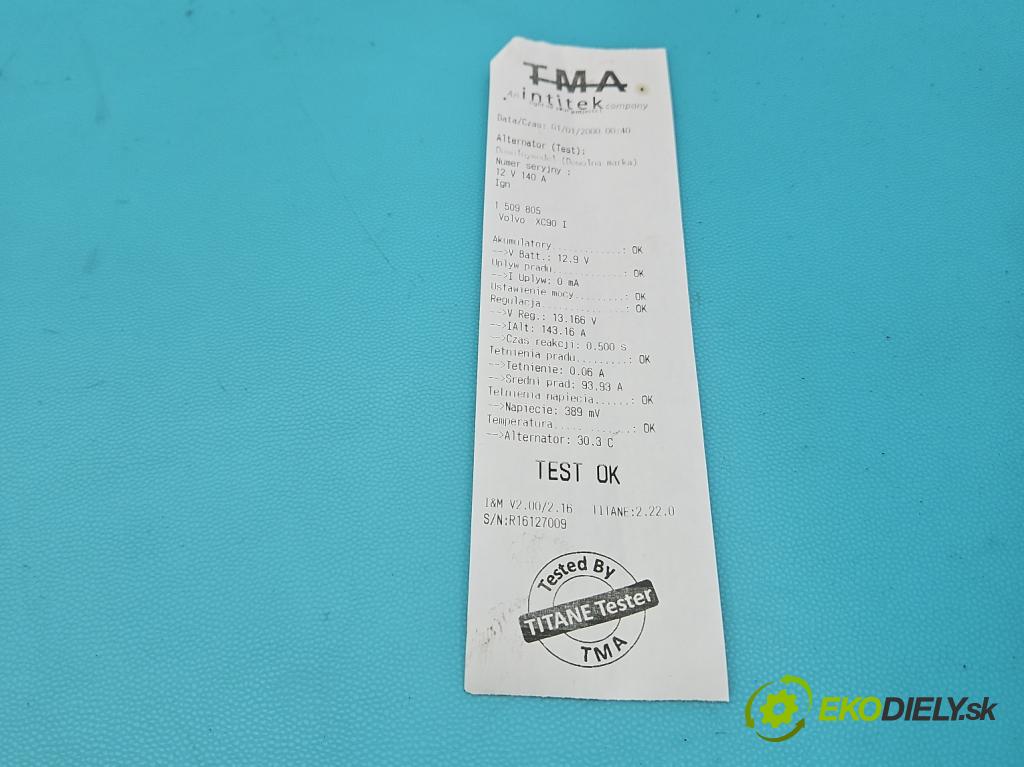 TMA
An intitek company
Data/Czas: 01/01/2000 00:40
Alternator (Test):
(Dowolna marka)
Numer seryjny :
12 V 140 A
Ign
1 509 805
Volvo XC90 I
Akumulatory............: OK
-->V Batt.: 12.9 V
Uplyw pradu............: OK
-->I Uplyw: 0 mA
Ustawienie mocy.........: OK
Regulacja..............: OK
-->V Reg.: 13.166 V
-->IAlt: 143.16 A
-->Czas reakcji: 0.500 s
Tetnienia pradu.........: OK
-->Tetnienie: 0.06 A
-->Sredni prad: 93.93 A
Tetnienia napiecia......: OK
-->Napiecie: 389 mV
Temperatura.............: OK
-->Alternator: 30.3 C
TEST OK
I&M V2.00/2.16 TITANE:2.22.0
S/N:R16127009
Tested By
TITANE Tester
TMA
EKODIELY.sk